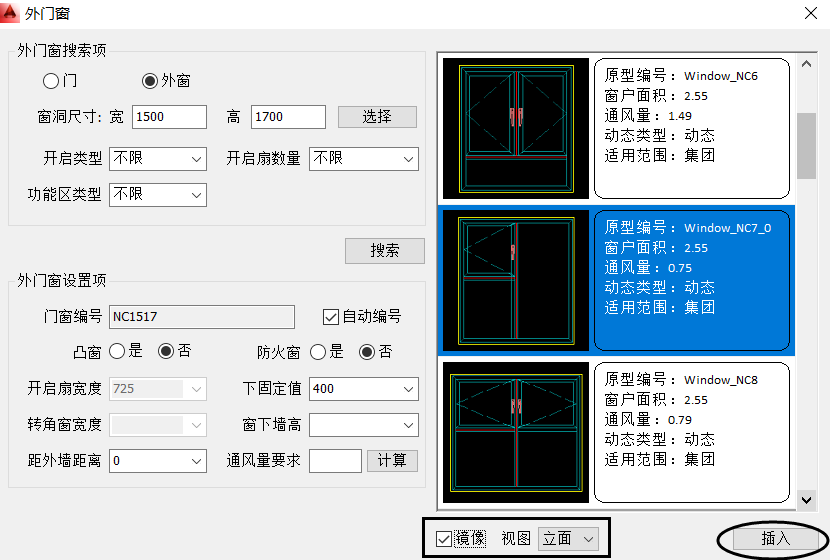 外门窗
外门窗搜索项
门 外窗
窗洞尺寸: 宽 1500 高 1700 选择
开启类型 不限 开启扇数量 不限
功能区类型 不限
搜索
外门窗设置项
门窗编号 NC1517 自动编号
凸窗 是 否 防火窗 是 否
开启扇宽度 725 下固定值 400
转角窗宽度 窗下墙高
距外墙距离 0 通风量要求 计算
原型编号: Window_NC6
窗户面积: 2.55
通风量: 1.49
动态类型: 动态
适用范围: 集团
原型编号: Window_NC7_0
窗户面积: 2.55
通风量: 0.75
动态类型: 动态
适用范围: 集团
原型编号: Window_NC8
窗户面积: 2.55
通风量: 0.79
动态类型: 动态
适用范围: 集团
镜像 视图 立面 插入